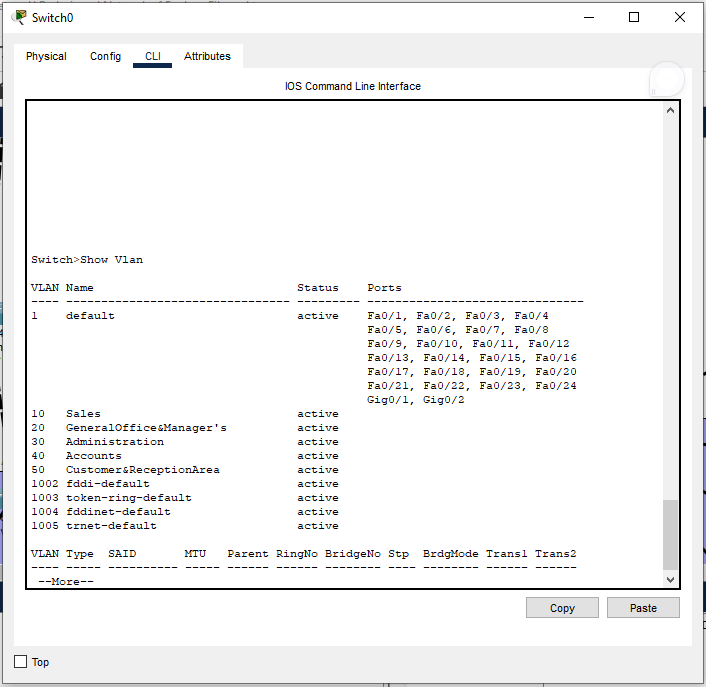 Switch0
Physical Config CLI Attributes
IOS Command Line Interface
Switch>Show Vlan
VLAN Name                             Status    Ports
---- -------------------------------- --------- -------------------------------
1    default                          active    Fa0/1, Fa0/2, Fa0/3, Fa0/4
                                                Fa0/5, Fa0/6, Fa0/7, Fa0/8
                                                Fa0/9, Fa0/10, Fa0/11, Fa0/12
                                                Fa0/13, Fa0/14, Fa0/15, Fa0/16
                                                Fa0/17, Fa0/18, Fa0/19, Fa0/20
                                                Fa0/21, Fa0/22, Fa0/23, Fa0/24
                                                Gig0/1, Gig0/2
10   Sales                            active
20   GeneralOffice&Manager's          active
30   Administration                   active
40   Accounts                         active
50   Customer&ReceptionArea           active
1002 fddi-default                     active
1003 token-ring-default               active
1004 fddinet-default                  active
1005 trnet-default                    active
VLAN Type  SAID       MTU   Parent RingNo BridgeNo Stp  BrdgMode Trans1 Trans2
---- ----- ---------- ----- ------ ------ -------- ---- -------- ------ ------
 --More--
Copy Paste
Top